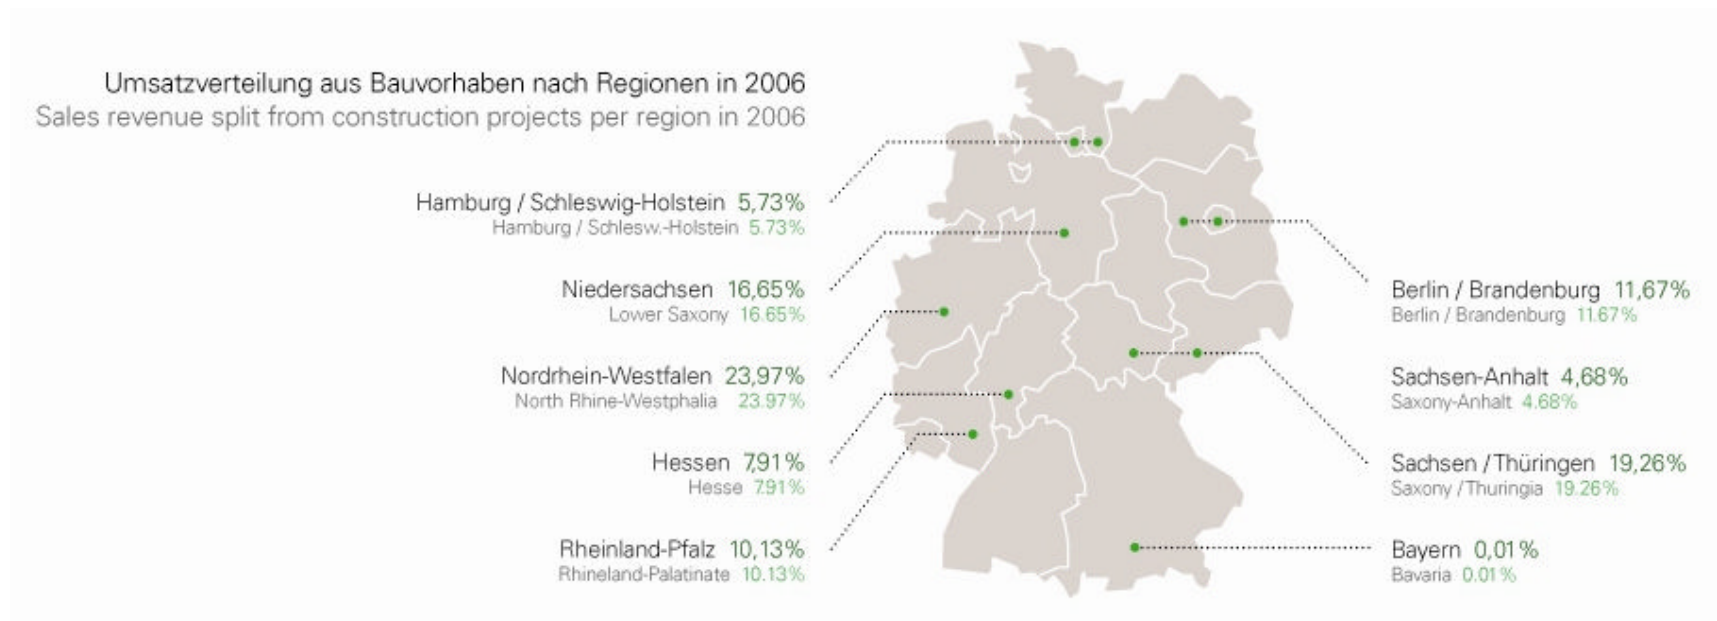 Umsatzverteilung aus Bauvorhaben nach Regionen in 2006
Sales revenue split from construction projects per region in 2006
Hamburg / Schleswig-Holstein 5,73%
Hamburg / Schlesw.-Holstein 5.73%
Niedersachsen 16,65%
Lower Saxony 16.65%
Nordrhein-Westfalen 23,97%
North Rhine-Westphalia 23.97%
Hessen 7,91%
Hesse 7.91%
Rheinland-Pfalz 10,13%
Rhineland-Palatinate 10.13%
Berlin / Brandenburg 11,67%
Berlin / Brandenburg 11.67%
Sachsen-Anhalt 4,68%
Saxony-Anhalt 4.68%
Sachsen / Thüringen 19,26%
Saxony / Thuringia 19.26%
Bayern 0,01%
Bavaria 0.01%